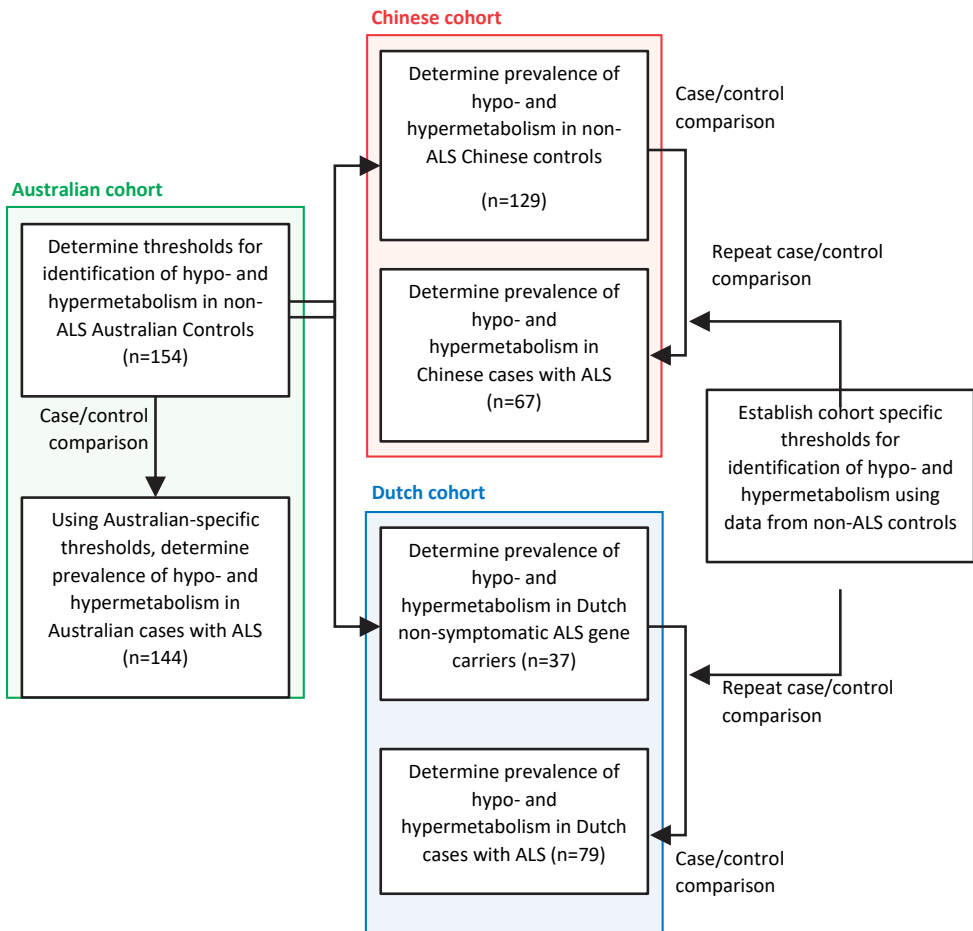 Chinese cohort
Determine prevalence of
hypo- and
hypermetabolism in non-
ALS Chinese controls
(n=129)
Case/control
comparison
Australian cohort
Determine thresholds for
identification of hypo- and
hypermetabolism in non-
ALS Australian Controls
(n=154)
Repeat case/control
comparison
Determine prevalence of
hypo- and
hypermetabolism in
Chinese cases with ALS
(n=67)
Case/control
comparison
Establish cohort specific
thresholds for
identification of hypo- and
hypermetabolism using
data from non-ALS controls
Using Australian-specific
thresholds, determine
prevalence of hypo- and
hypermetabolism in
Australian cases with ALS
(n=144)
Dutch cohort
Determine prevalence of
hypo- and
hypermetabolism in Dutch
non-symptomatic ALS gene
carriers (n=37)
Repeat case/control
comparison
Determine prevalence of
hypo- and
hypermetabolism in Dutch
cases with ALS (n=79)
Case/control
comparison